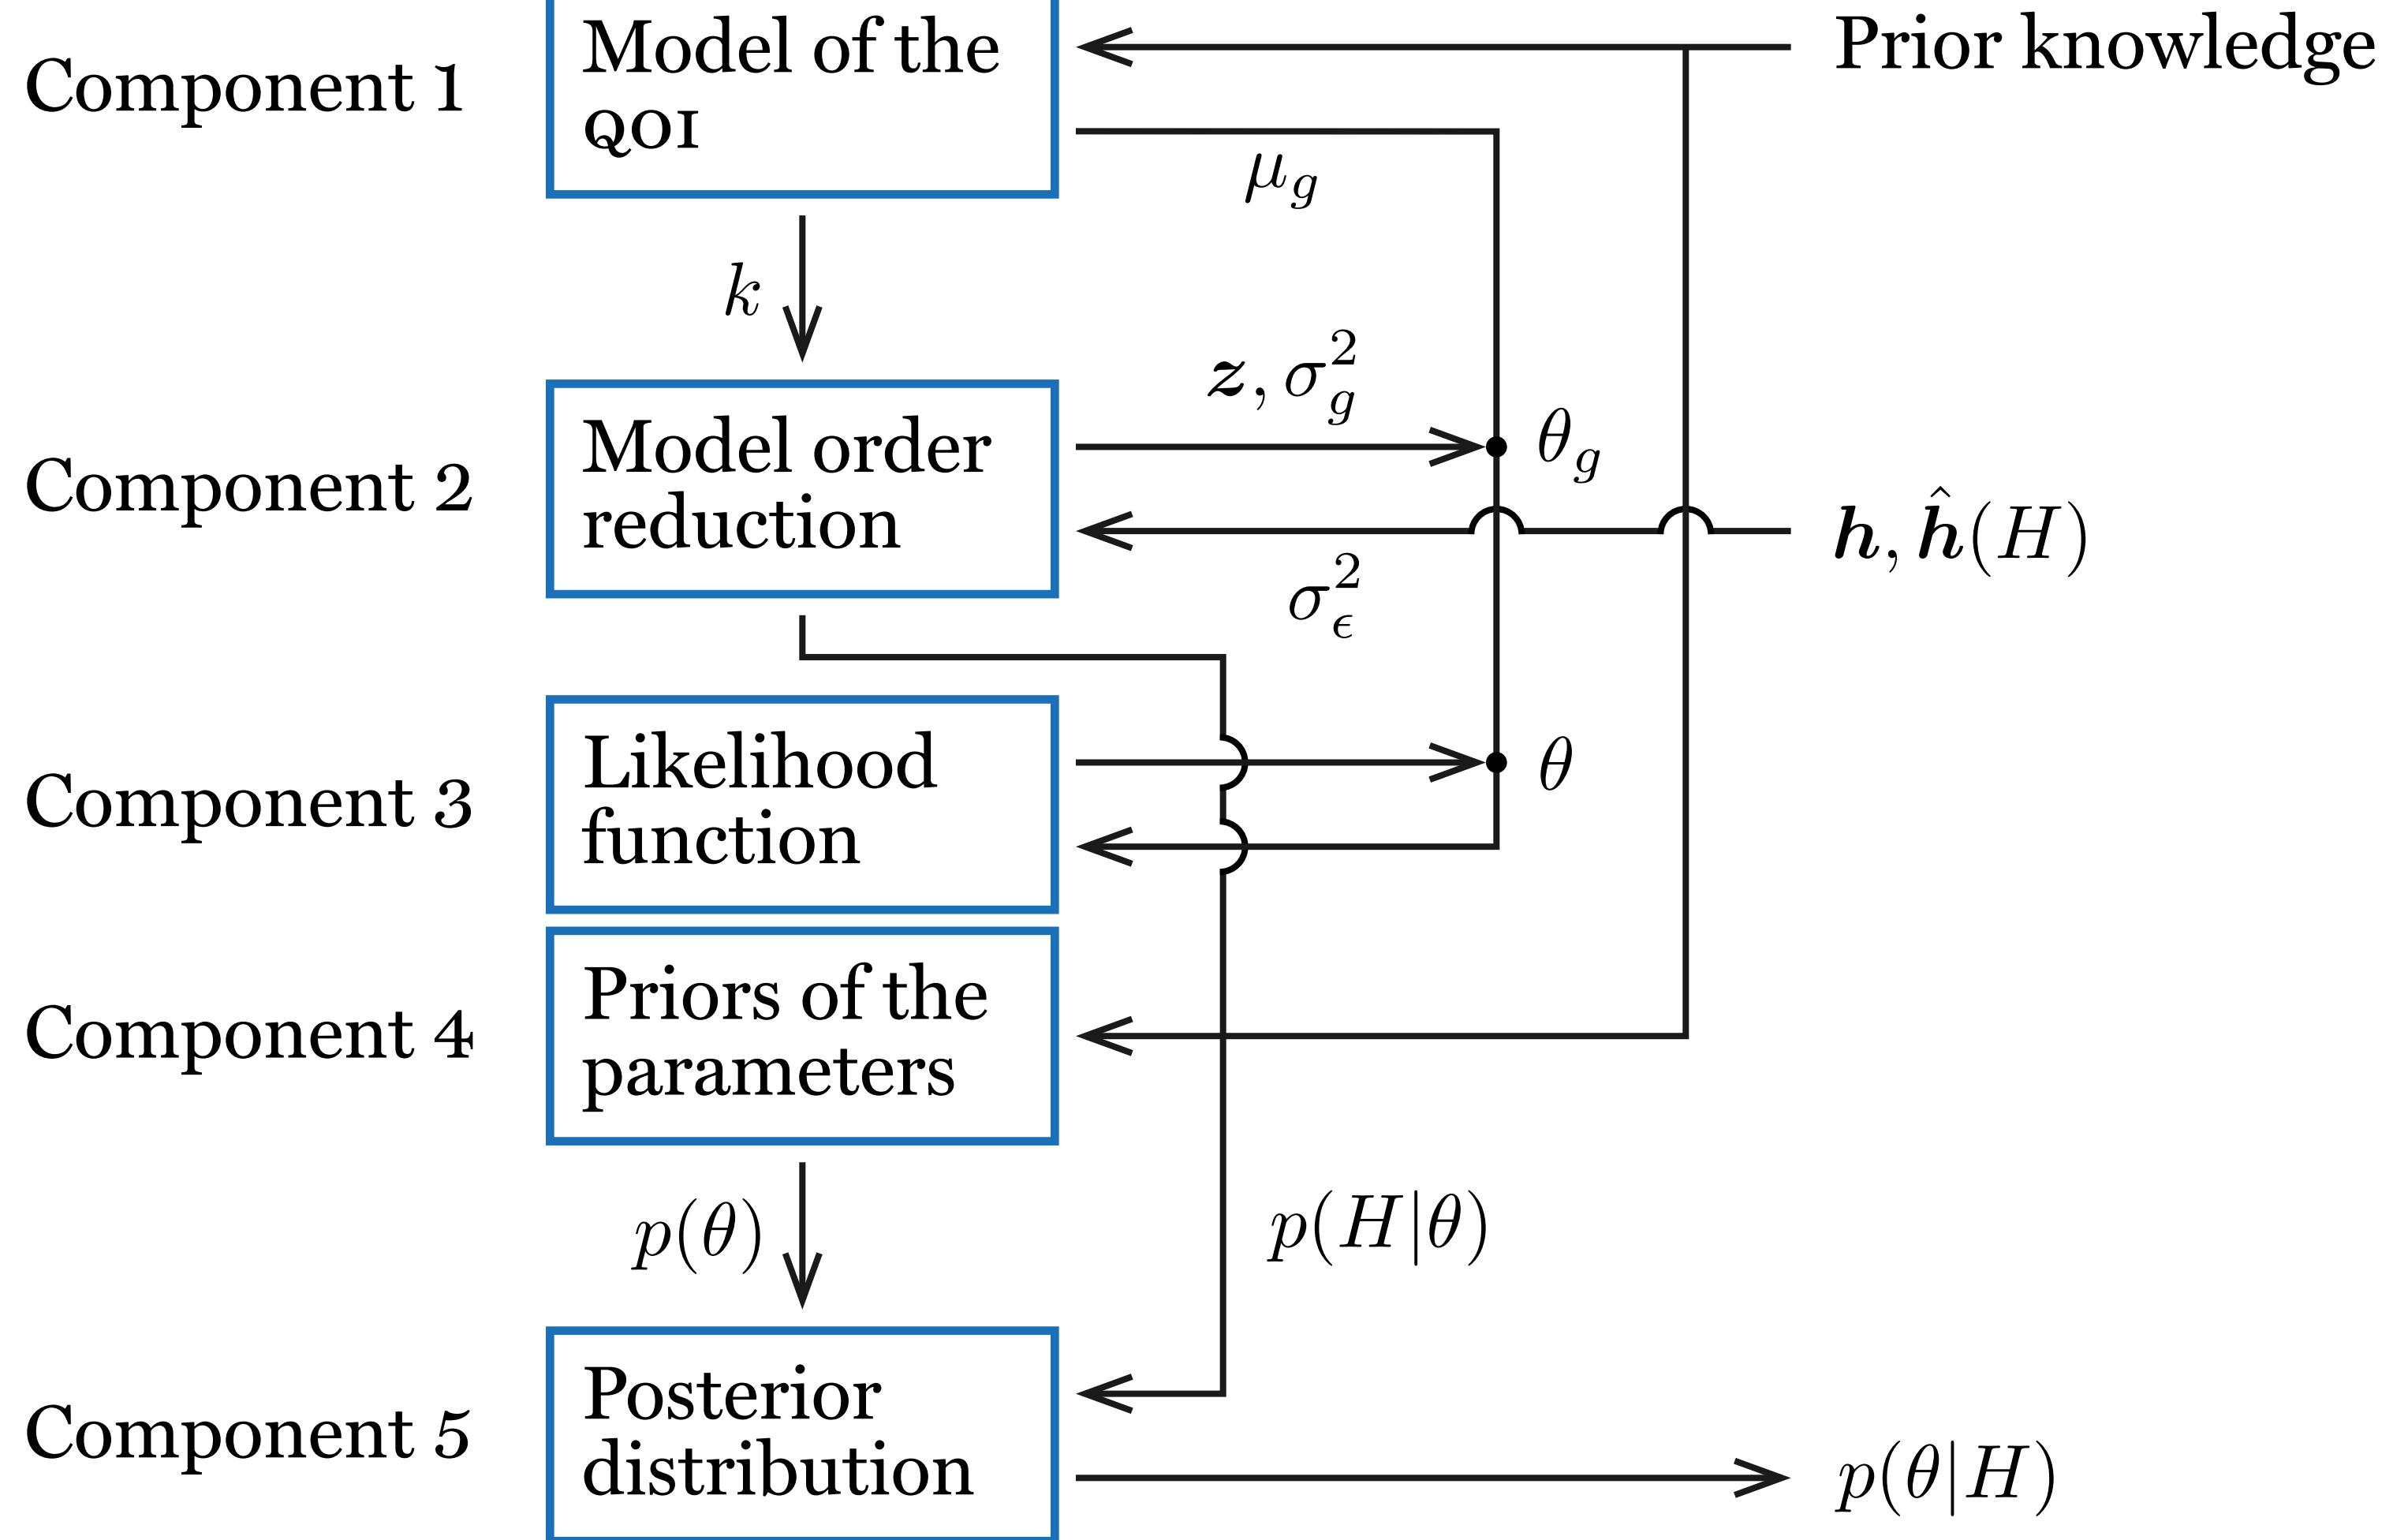 Component 1
Model of the
QOI
Prior knowledge
μ_g
k
z, σ_g^2
θ_g
Component 2
Model order
reduction
h, ĥ(H)
σ_ϵ^2
Component 3
Likelihood
function
θ
Component 4
Priors of the
parameters
p(θ)
p(H|θ)
Component 5
Posterior
distribution
p(θ|H)